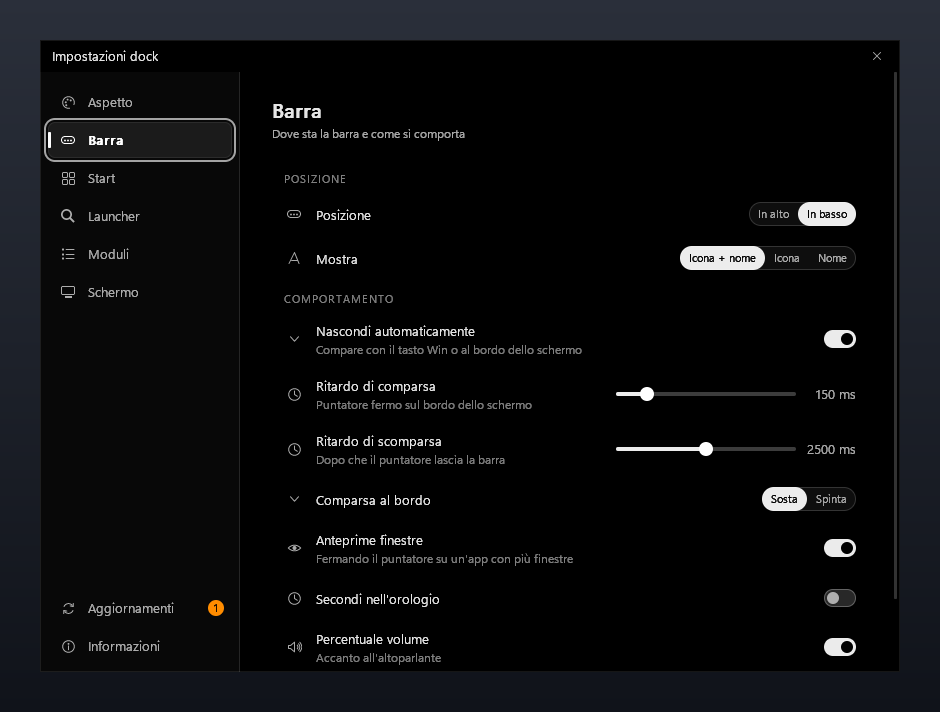 Impostazioni dock
Aspetto
Barra
Start
Launcher
Moduli
Schermo
Aggiornamenti 1
Informazioni
Barra
Dove sta la barra e come si comporta
POSIZIONE
Posizione In alto In basso
Mostra Icona + nome Icona Nome
COMPORTAMENTO
Nascondi automaticamente
Compare con il tasto Win o al bordo dello schermo
Ritardo di comparsa 150 ms
Puntatore fermo sul bordo dello schermo
Ritardo di scomparsa 2500 ms
Dopo che il puntatore lascia la barra
Comparsa al bordo Sosta Spinta
Anteprime finestre
Fermando il puntatore su un'app con più finestre
Secondi nell'orologio
Percentuale volume
Accanto all'altoparlante